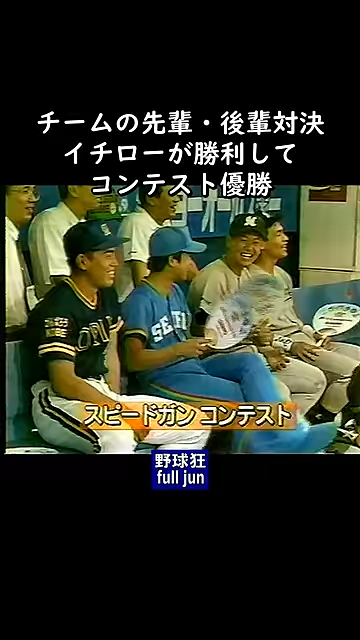 チームの先輩・後輩対決
イチローが勝利して
コンテスト優勝
スピードガン コンテスト
野球狂
full jun